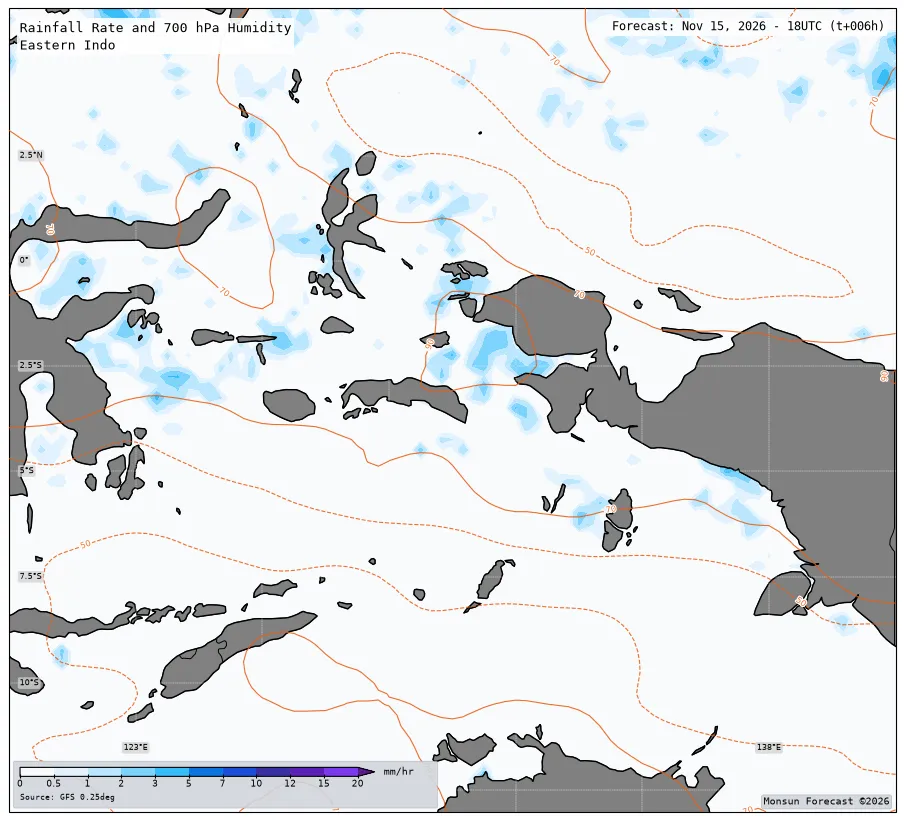 Rainfall Rate and 700 hPa Humidity
Eastern Indo
Forecast: Nov 15, 2026 - 18UTC (t+006h)
70
70
2.5°N
70
50
0°
70
70
90
2.5°S
80
5°S
70
50
7.5°S
50
10°S
123°E
138°E
0 0.5 1 2 3 5 7 10 12 15 20 mm/hr
Source: GFS 0.25deg
Monsun Forecast ©2026
70